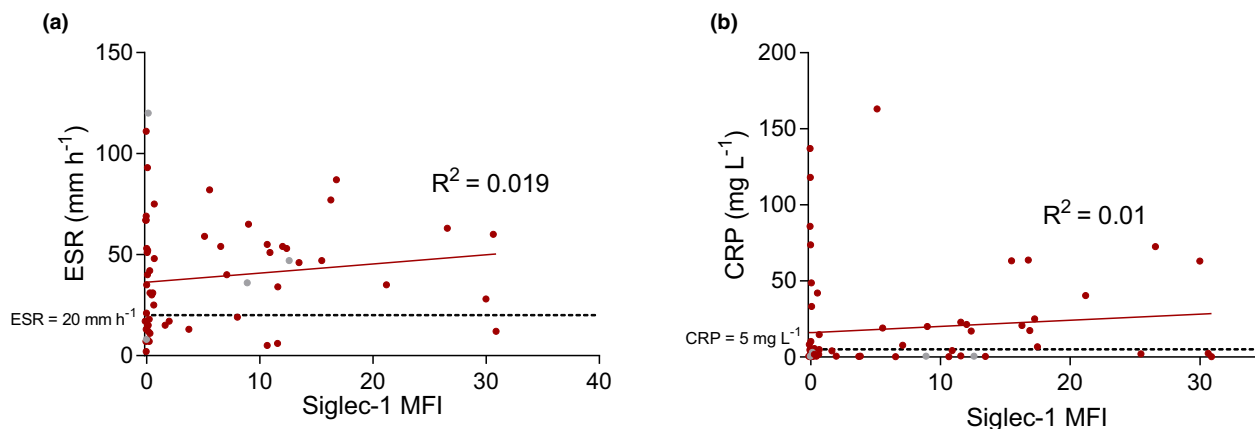 (a)
150
100
50
0
ESR (mm h⁻¹)
ESR = 20 mm h⁻¹
R² = 0.019
0 10 20 30 40
Siglec-1 MFI
(b)
200
150
100
50
0
CRP (mg L⁻¹)
CRP = 5 mg L⁻¹
R² = 0.01
0 10 20 30
Siglec-1 MFI